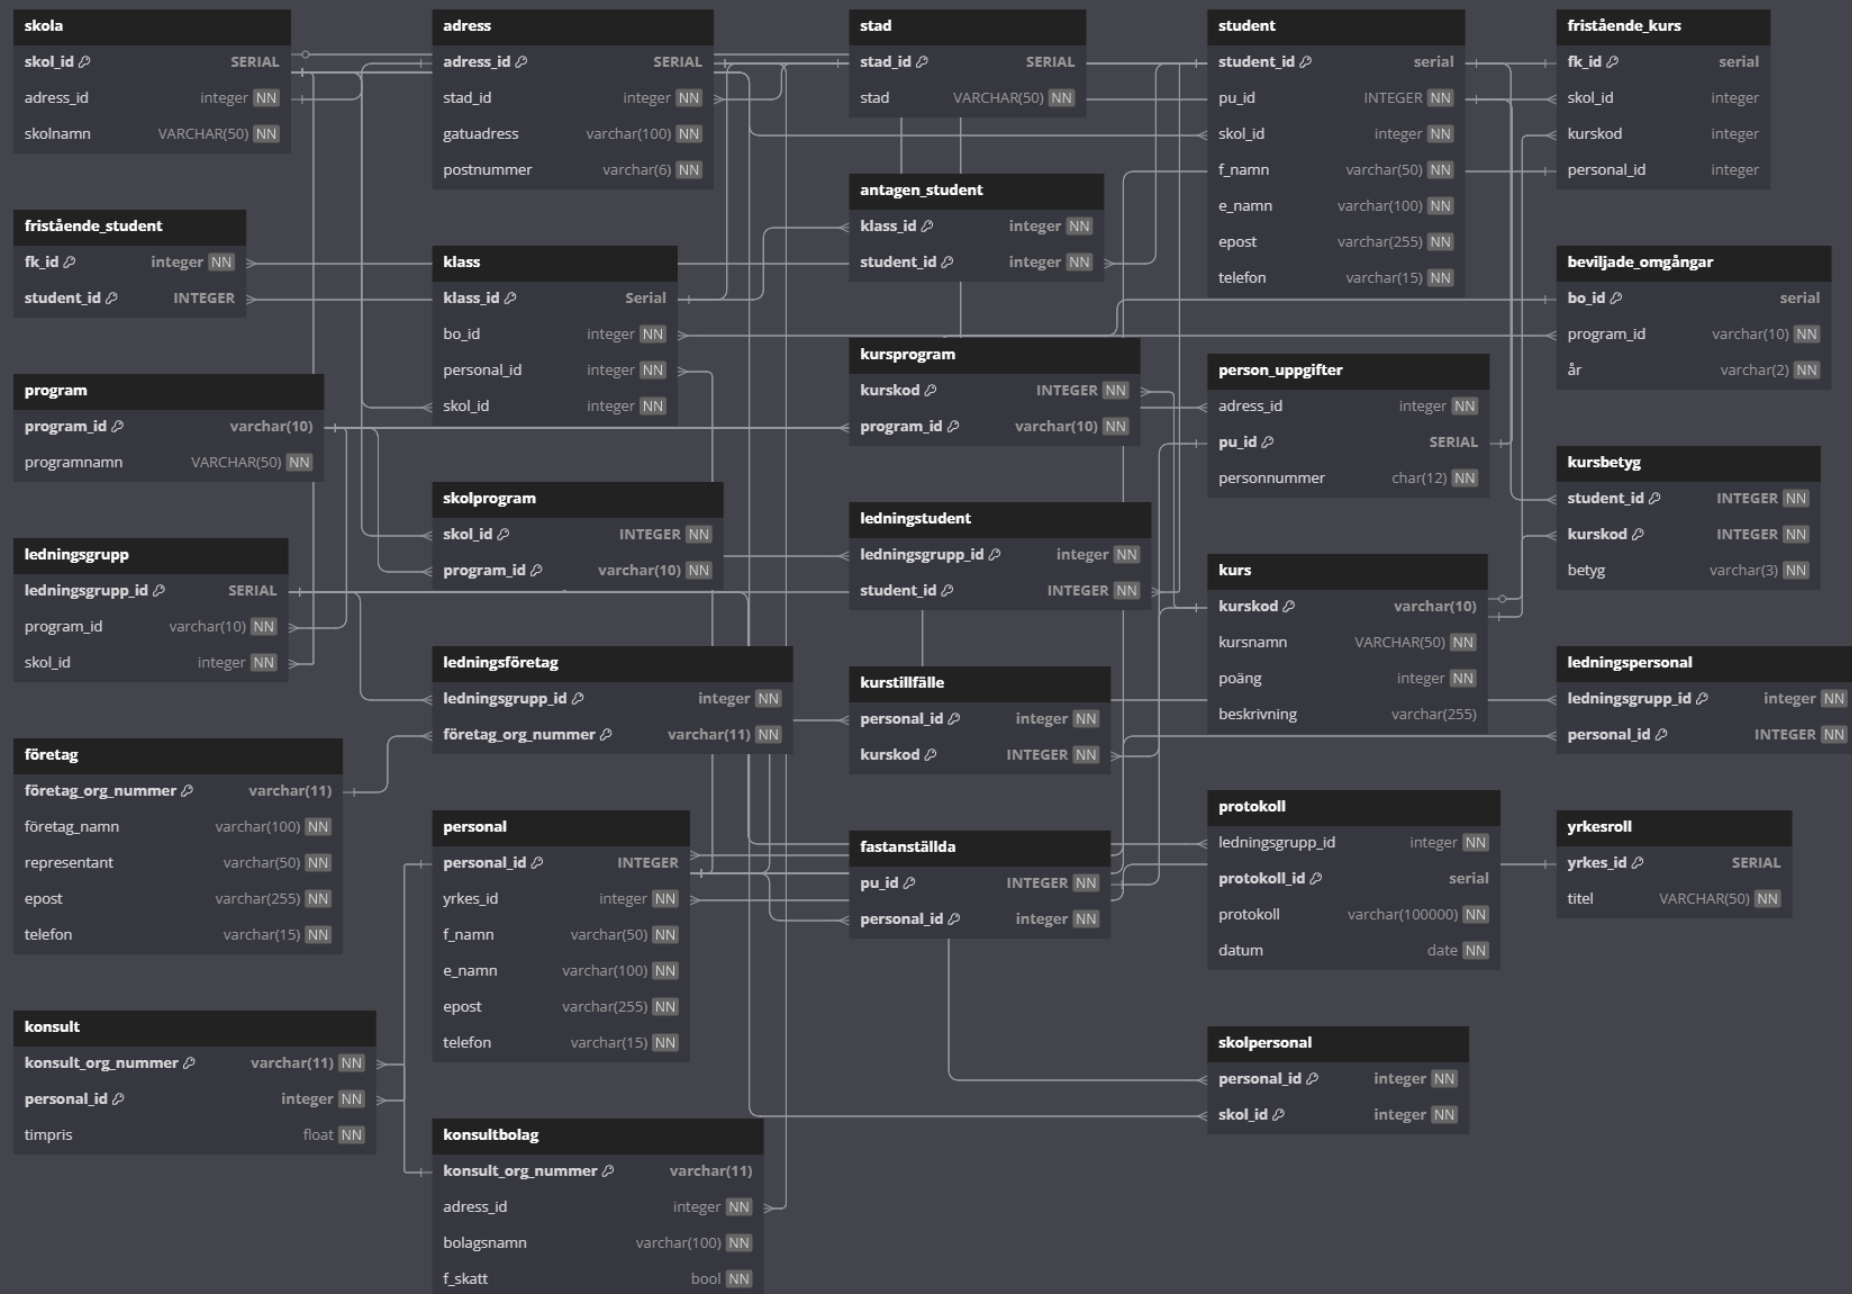 skola
skol_id SERIAL
adress_id integer NN
skolnamn VARCHAR(50) NN
adress
adress_id SERIAL
stad_id integer NN
gatuadress varchar(100) NN
postnummer varchar(6) NN
stad
stad_id SERIAL
stad VARCHAR(50) NN
student
student_id serial
pu_id INTEGER NN
skol_id integer NN
f_namn varchar(50) NN
e_namn varchar(100) NN
epost varchar(255) NN
telefon varchar(15) NN
fristående_kurs
fk_id serial
skol_id integer
kurskod integer
personal_id integer
fristående_student
fk_id integer NN
student_id INTEGER
klass
klass_id Serial
bo_id integer NN
personal_id integer NN
skol_id integer NN
antagen_student
klass_id integer NN
student_id integer NN
beviljade_omgångar
bo_id serial
program_id varchar(10) NN
år varchar(2) NN
program
program_id varchar(10)
programnamn VARCHAR(50) NN
kursprogram
kurskod INTEGER NN
program_id varchar(10) NN
person_uppgifter
adress_id integer NN
pu_id SERIAL
personnummer char(12) NN
kursbetyg
student_id INTEGER NN
kurskod INTEGER NN
betyg varchar(3) NN
skolprogram
skol_id INTEGER NN
program_id varchar(10) NN
ledningsgrupp
ledningsgrupp_id SERIAL
program_id varchar(10) NN
skol_id integer NN
ledningstudent
ledningsgrupp_id integer NN
student_id INTEGER NN
kurs
kurskod varchar(10)
kursnamn VARCHAR(50) NN
poäng integer NN
beskrivning varchar(255)
ledningspersonal
ledningsgrupp_id integer NN
personal_id INTEGER NN
ledningsföretag
ledningsgrupp_id integer NN
företag_org_nummer varchar(11) NN
kurstillfälle
personal_id integer NN
kurskod INTEGER NN
företag
företag_org_nummer varchar(11)
företag_namn varchar(100) NN
representant varchar(50) NN
epost varchar(255) NN
telefon varchar(15) NN
personal
personal_id INTEGER
yrkes_id integer NN
f_namn varchar(50) NN
e_namn varchar(100) NN
epost varchar(255) NN
telefon varchar(15) NN
fastanställda
pu_id INTEGER NN
personal_id integer NN
protokoll
ledningsgrupp_id integer NN
protokoll_id serial
protokoll varchar(100000) NN
datum date NN
yrkesroll
yrkes_id SERIAL
titel VARCHAR(50) NN
konsult
konsult_org_nummer varchar(11) NN
personal_id integer NN
timpris float NN
skolpersonal
personal_id integer NN
skol_id integer NN
konsultbolag
konsult_org_nummer varchar(11)
adress_id integer NN
bolagsnamn varchar(100) NN
f_skatt bool NN